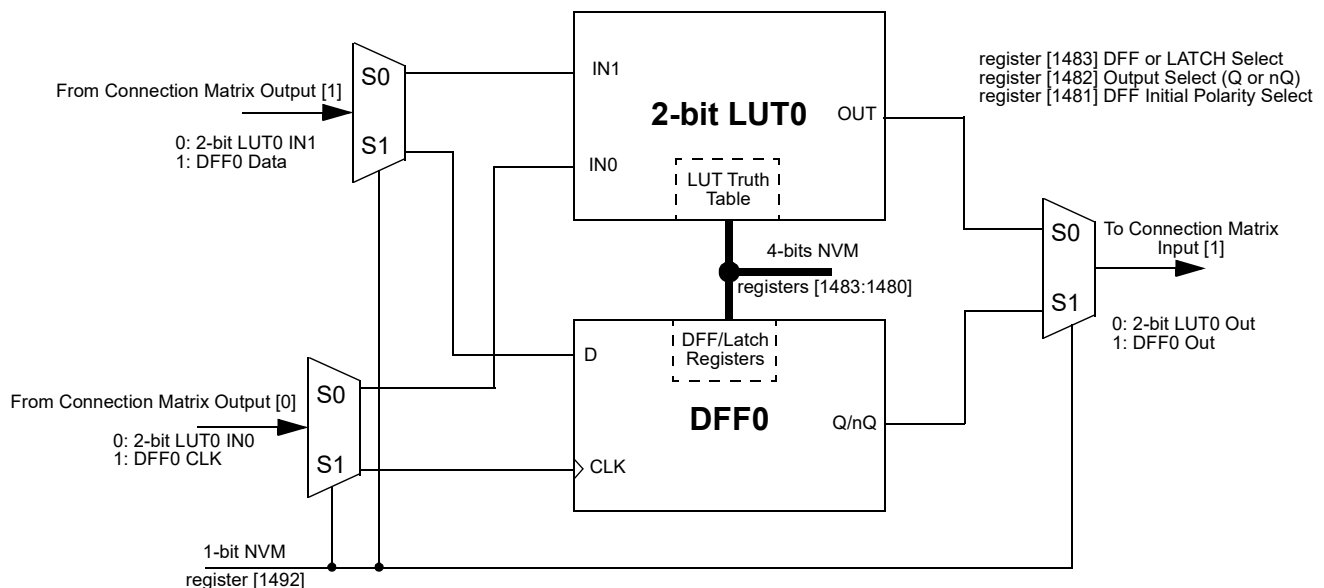 From Connection Matrix Output [1]
0: 2-bit LUT0 IN1
1: DFF0 Data
S0
S1
IN1
IN0
2-bit LUT0
OUT
LUT Truth
Table
register [1483] DFF or LATCH Select
register [1482] Output Select (Q or nQ)
register [1481] DFF Initial Polarity Select
4-bits NVM
registers [1483:1480]
S0
S1
To Connection Matrix
Input [1]
0: 2-bit LUT0 Out
1: DFF0 Out
DFF/Latch
Registers
D
DFF0
Q/nQ
CLK
From Connection Matrix Output [0]
0: 2-bit LUT0 IN0
1: DFF0 CLK
S0
S1
1-bit NVM
register [1492]